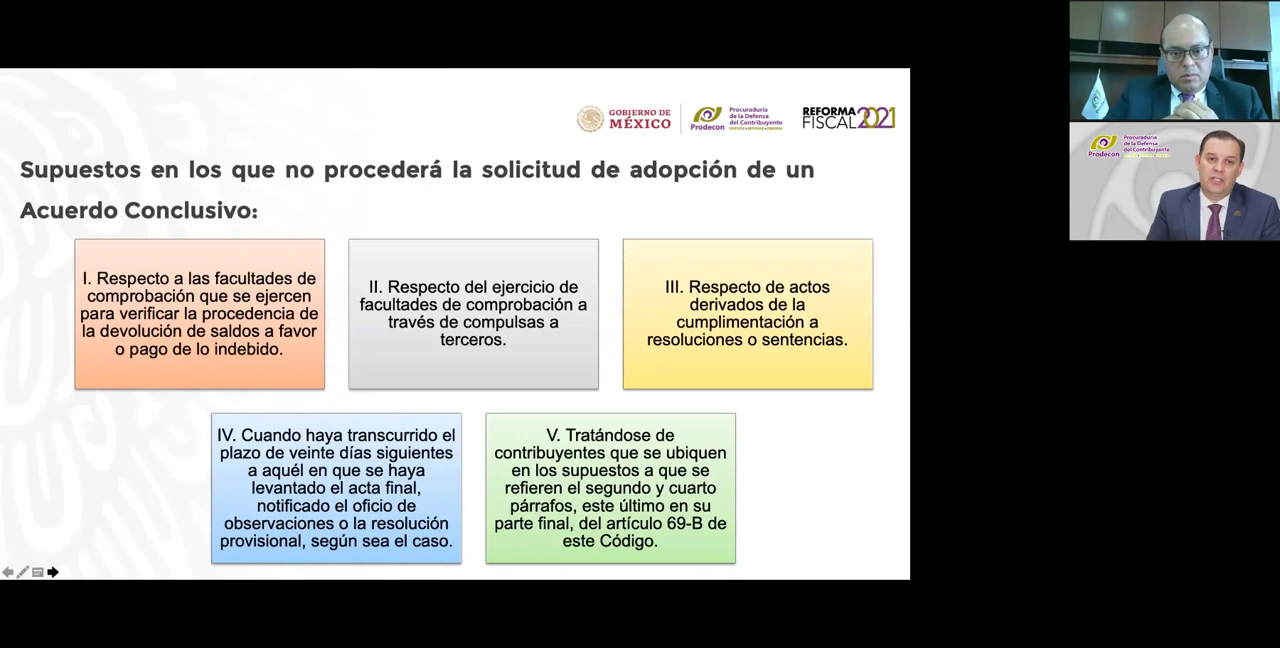 GOBIERNO DE
MÉXICO
Prodecon
Procuraduría
de la Defensa
del Contribuyente
REFORMA
FISCAL 2021
Supuestos en los que no procederá la solicitud de adopción de un
Acuerdo Conclusivo:
I. Respecto a las facultades de
comprobación que se ejercen
para verificar la procedencia de
la devolución de saldos a favor
o pago de lo indebido.
II. Respecto del ejercicio de
facultades de comprobación a
través de compulsas a
terceros.
III. Respecto de actos
derivados de la
cumplimentación a
resoluciones o sentencias.
IV. Cuando haya transcurrido el
plazo de veinte días siguientes
a aquél en que se haya
levantado el acta final,
notificado el oficio de
observaciones o la resolución
provisional, según sea el caso.
V. Tratándose de
contribuyentes que se ubiquen
en los supuestos a que se
refieren el segundo y cuarto
párrafos, este último en su
parte final, del artículo 69-B de
este Código.
Prodecon
Procuraduría
de la Defensa
del Contribuyente